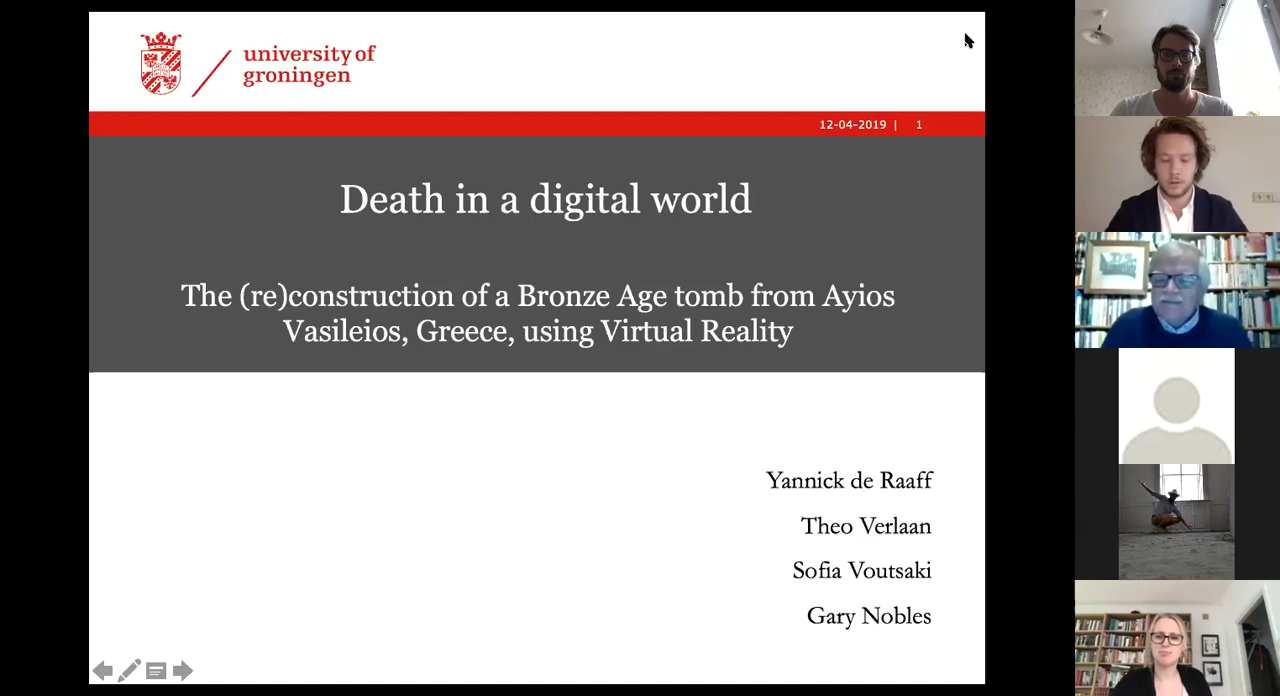 university of
groningen
12-04-2019 | 1
Death in a digital world
The (re)construction of a Bronze Age tomb from Ayios
Vasileios, Greece, using Virtual Reality
Yannick de Raaff
Theo Verlaan
Sofia Voutsaki
Gary Nobles